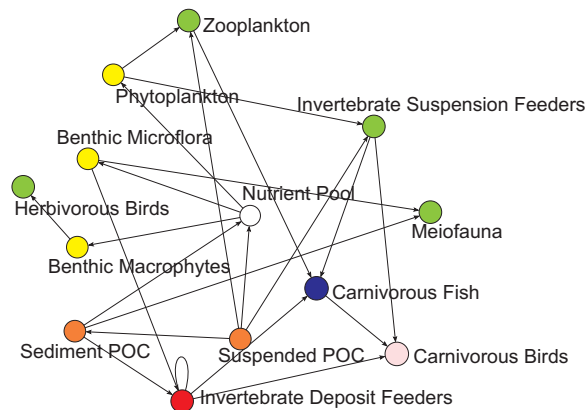 Zooplankton
Phytoplankton
Invertebrate Suspension Feeders
Benthic Microflora
Herbivorous Birds
Nutrient Pool
Meiofauna
Benthic Macrophytes
Carnivorous Fish
Sediment POC
Suspended POC
Carnivorous Birds
Invertebrate Deposit Feeders